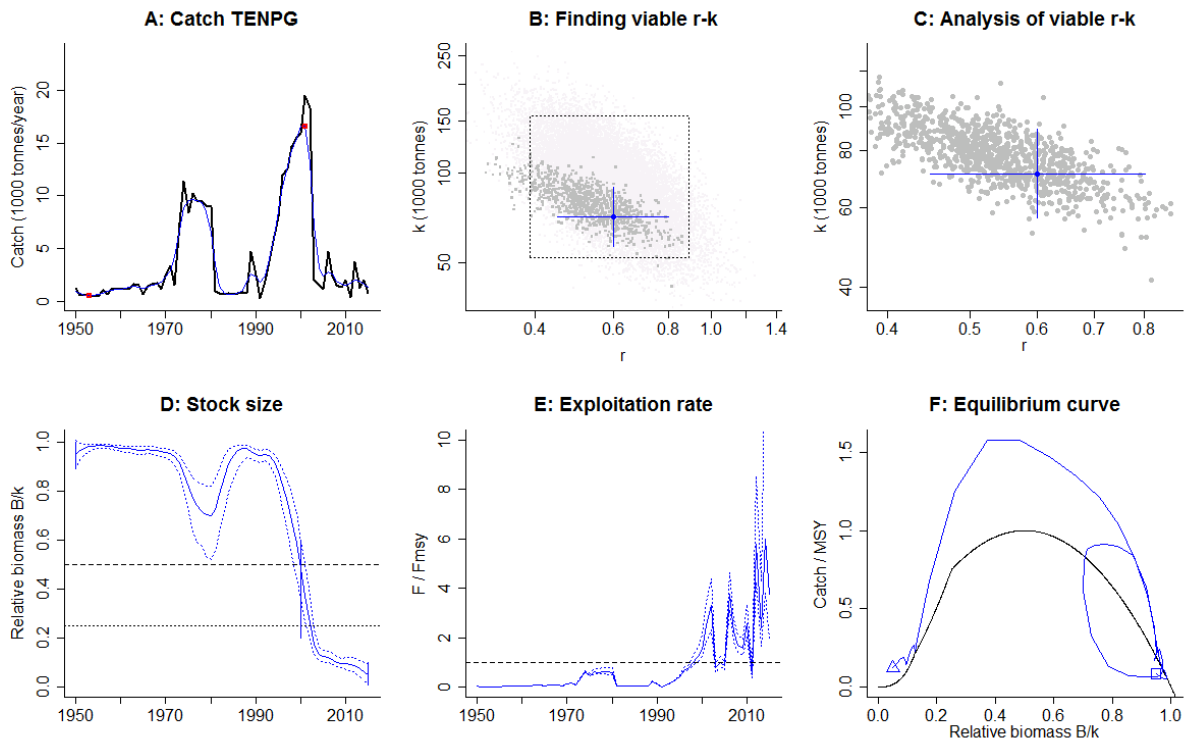 A: Catch TENPG
Catch (1000 tonnes/year)
20
15
10
5
0
1950 1970 1990 2010
B: Finding viable r-k
k (1000 tonnes)
150
100
50
0.4 0.6 0.8 1.0 1.2 1.4
r
C: Analysis of viable r-k
k (1000 tonnes)
100
80
60
40
0.4 0.5 0.6 0.7 0.8
r
D: Stock size
Relative biomass B/k
1.0
0.8
0.6
0.4
0.2
0.0
1950 1970 1990 2010
E: Exploitation rate
F / Fmsy
10
8
6
4
2
0
1950 1970 1990 2010
F: Equilibrium curve
Catch / MSY
1.5
1.0
0.5
0.0
0.0 0.2 0.4 0.6 0.8 1.0
Relative biomass B/k